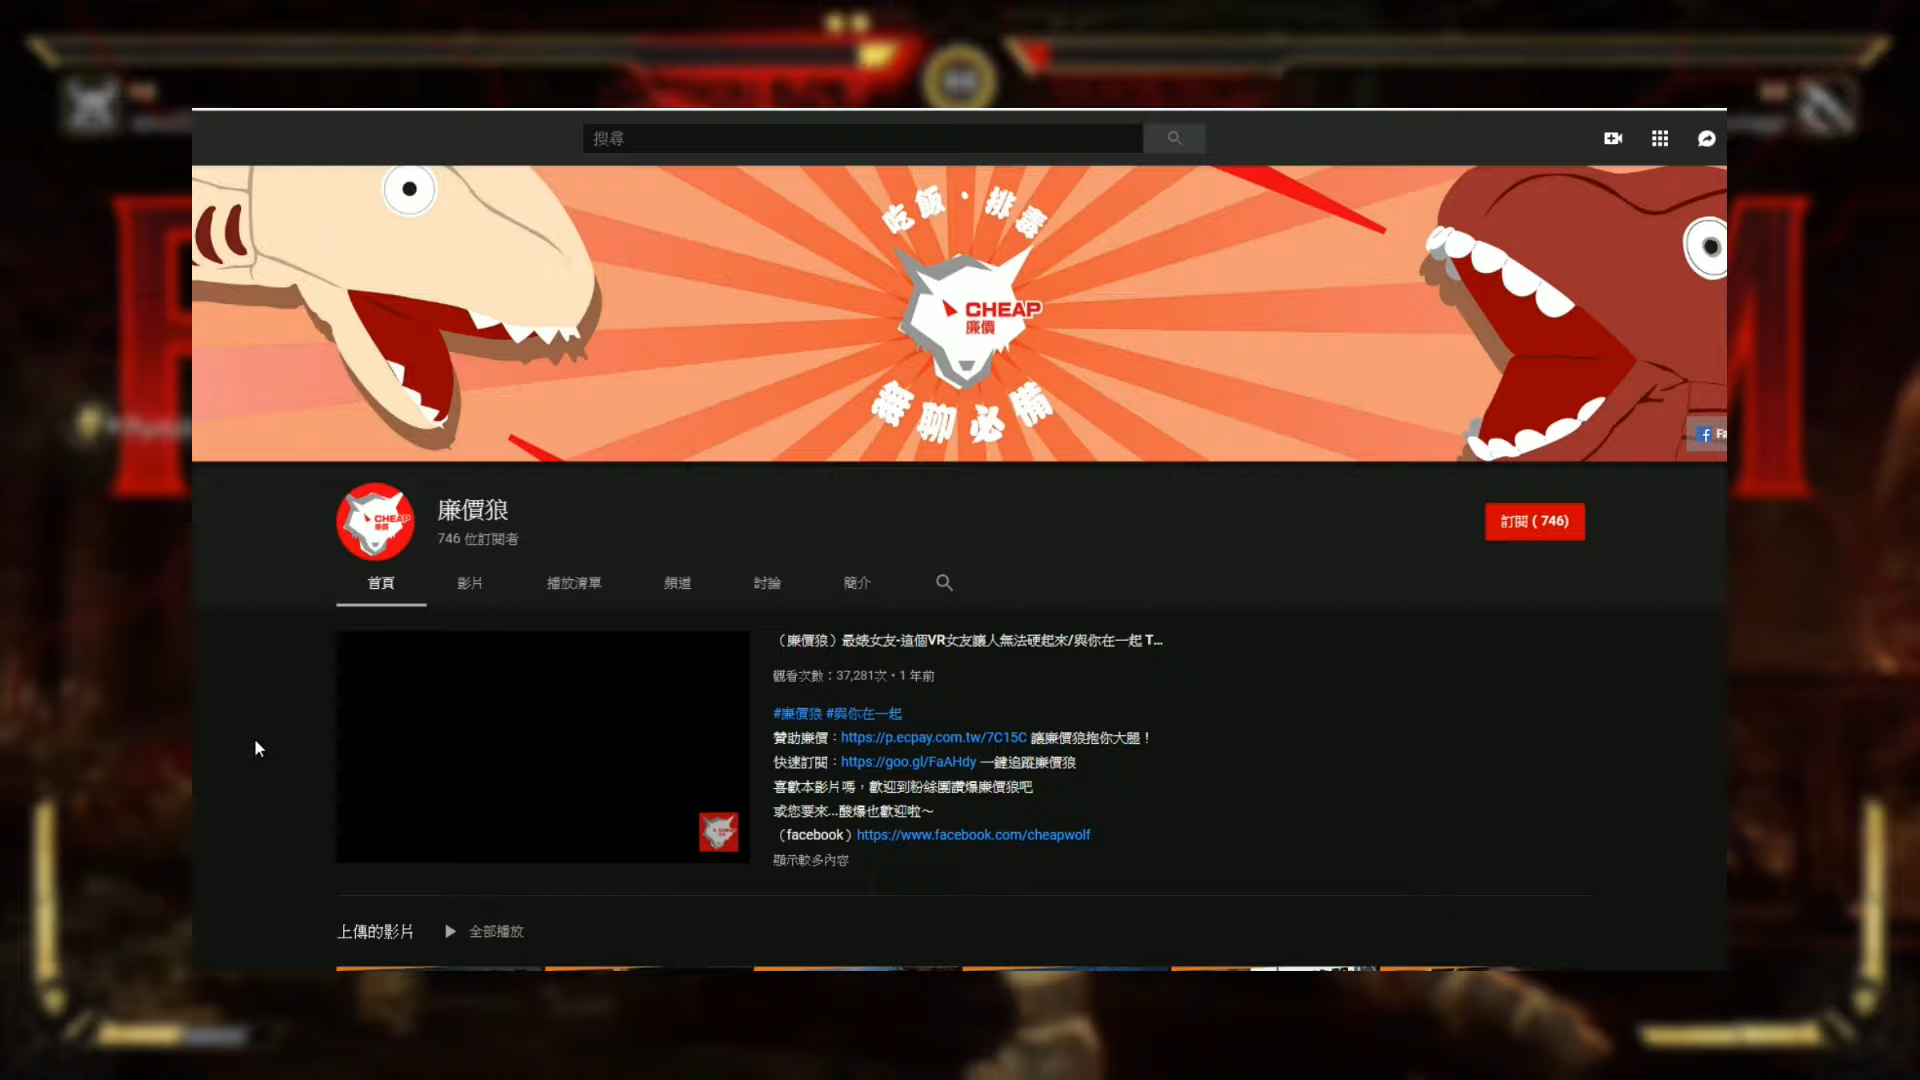 搜尋
吃飯·排毒
CHEAP
廉價
無聊必備
廉價狼
746 位訂閱者
訂閱 ( 746)
首頁 影片 播放清單 頻道 討論 簡介
（廉價狼）最婊女友-這個VR女友讓人無法硬起來/與你在一起 T...
觀看次數：37,281次・1 年前
#廉價狼 #與你在一起
贊助廉價：https://p.ecpay.com.tw/7C15C 讓廉價狼抱你大腿！
快速訂閱：https://goo.gl/FaAHdy 一鍵追蹤廉價狼
喜歡本影片嗎，歡迎到粉絲團讚爆廉價狼吧
或您要來...酸爆也歡迎啦～
（facebook）https://www.facebook.com/cheapwolf
顯示較多內容
上傳的影片 全部播放